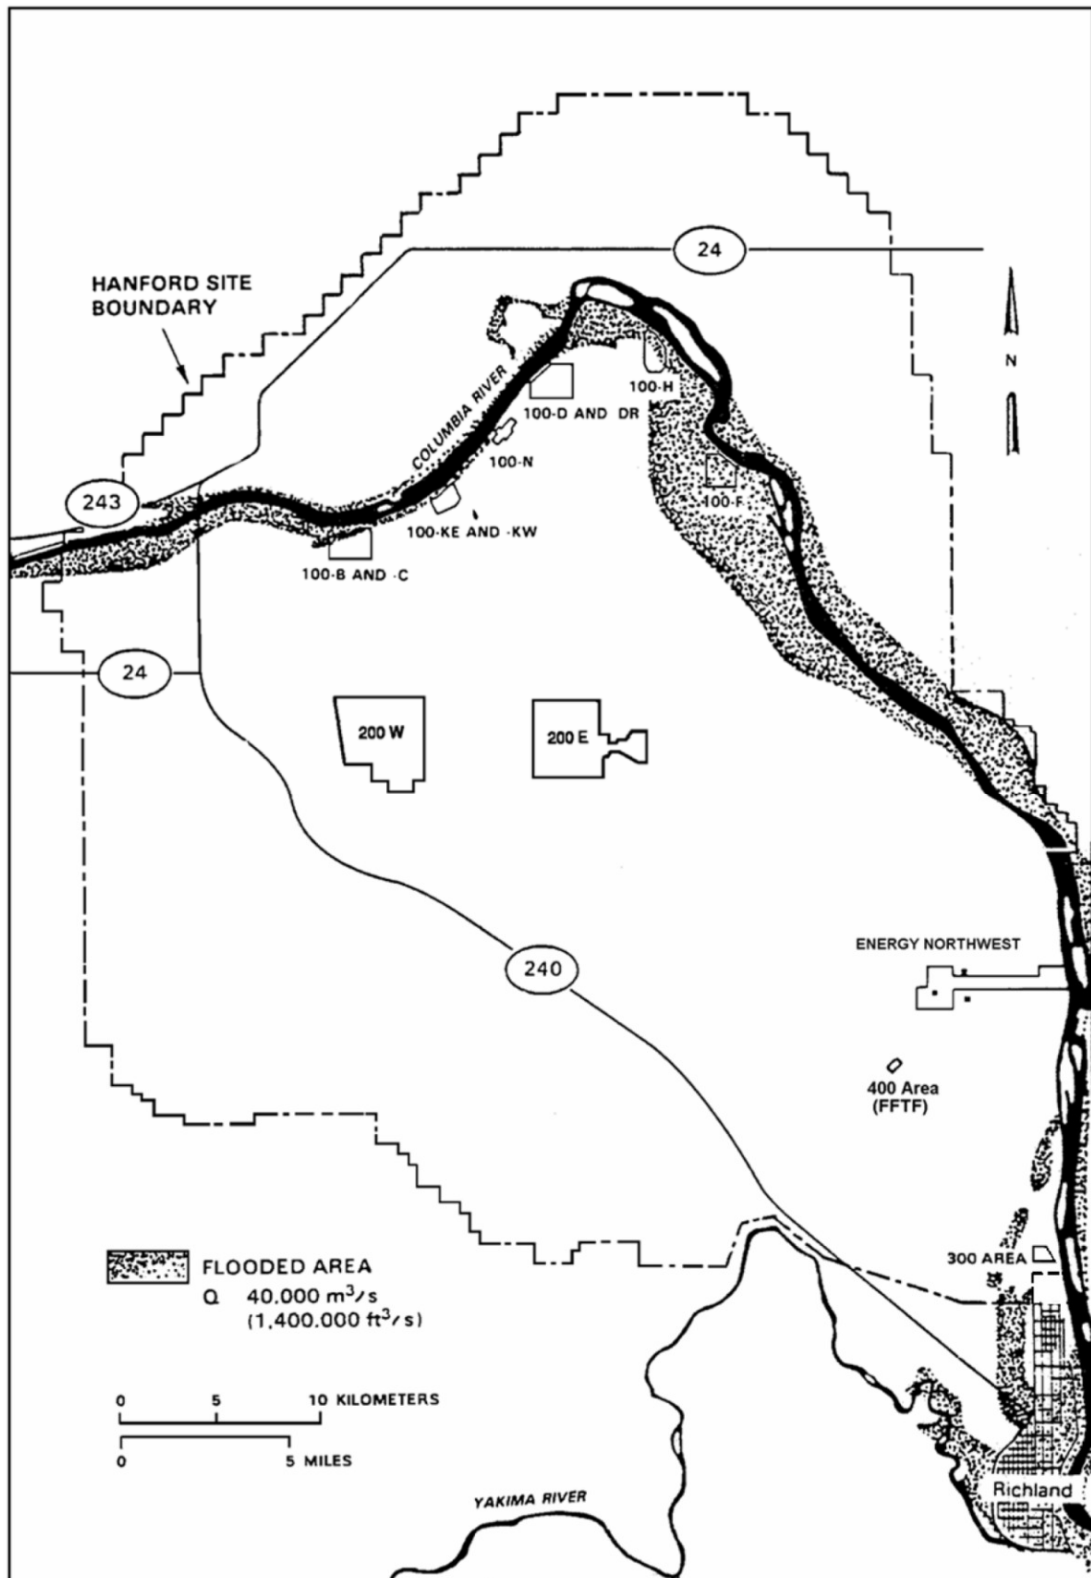 24
HANFORD SITE
BOUNDARY
N
COLUMBIA RIVER
100-H
100-D AND DR
100-N
243
100-F
100-KE AND -KW
100-B AND -C
24
200 W
200 E
ENERGY NORTHWEST
240
400 Area
(FFTF)
300 AREA
FLOODED AREA
Q 40.000 m³/s
(1,400.000 ft³/s)
0 5 10 KILOMETERS
0 5 MILES
Richland
YAKIMA RIVER